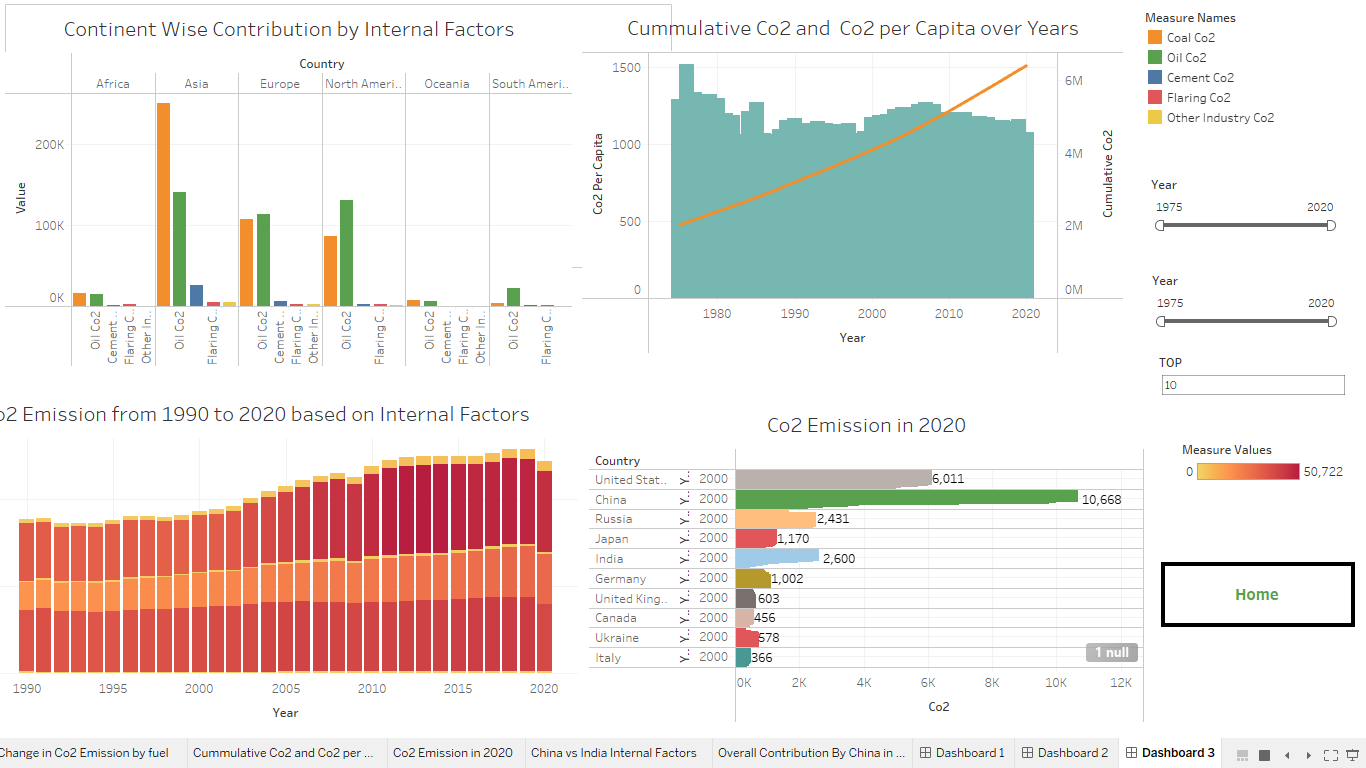 Continent Wise Contribution by Internal Factors
Country
Africa
Asia
Europe
North Ameri..
Oceania
South Ameri..
Value
200K
100K
0K
Oil Co2
Cement ..
Flaring C..
Other In..
Oil Co2
Flaring C..
Oil Co2
Cement ..
Flaring C..
Other In..
Oil Co2
Flaring C..
Oil Co2
Cement ..
Flaring C..
Other In..
Oil Co2
Flaring C..
Cummulative Co2 and Co2 per Capita over Years
Co2 Per Capita
1500
1000
500
0
6M
4M
2M
0M
Cumulative Co2
1980
1990
2000
2010
2020
Year
Measure Names
Coal Co2
Oil Co2
Cement Co2
Flaring Co2
Other Industry Co2
Year
1975 2020
Year
1975 2020
TOP
10
o2 Emission from 1990 to 2020 based on Internal Factors
1990
1995
2000
2005
2010
2015
2020
Year
Co2 Emission in 2020
Country
United Stat.. Y.. 2000 6,011
China Y.. 2000 10,668
Russia Y.. 2000 2,431
Japan Y.. 2000 1,170
India Y.. 2000 2,600
Germany Y.. 2000 1,002
United King.. Y.. 2000 603
Canada Y.. 2000 456
Ukraine Y.. 2000 578
Italy Y.. 2000 366
1 null
0K
2K
4K
6K
8K
10K
12K
Co2
Measure Values
0 50,722
Home
Change in Co2 Emission by fuel
Cummulative Co2 and Co2 per ...
Co2 Emission in 2020
China vs India Internal Factors
Overall Contribution By China in ...
Dashboard 1
Dashboard 2
Dashboard 3